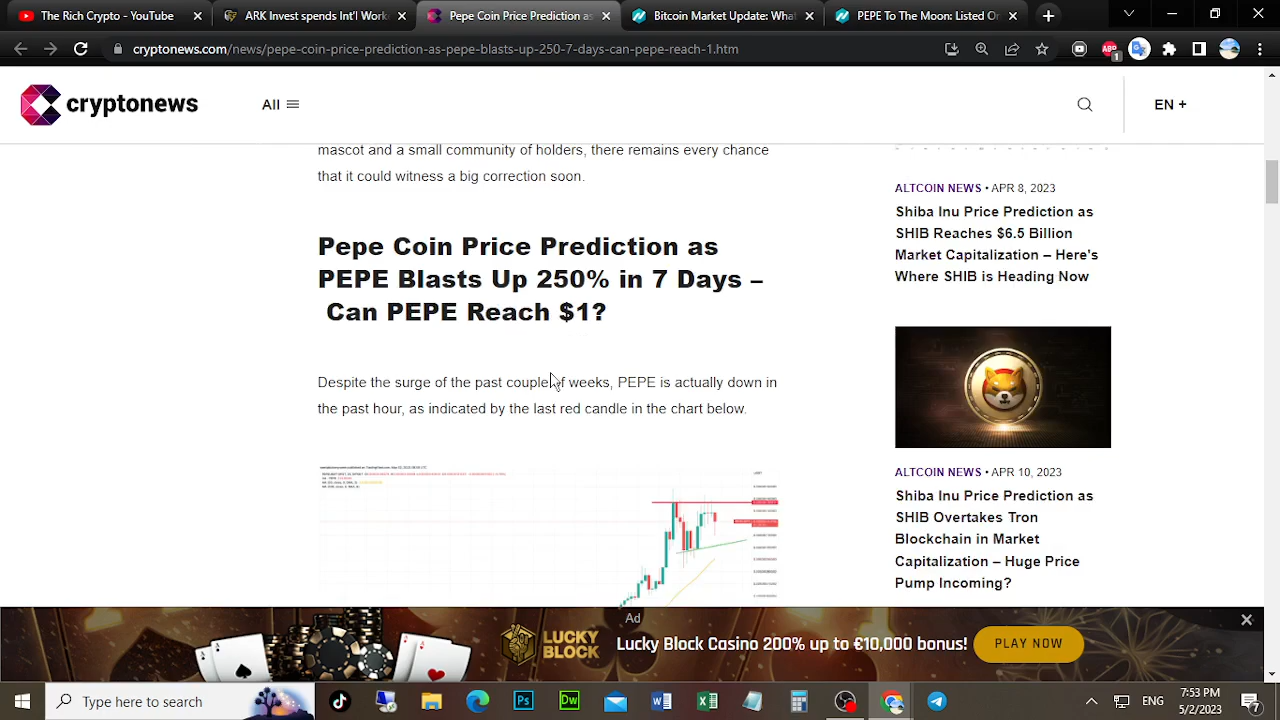 The Rich Crypto - YouTube
ARK Invest spends
Pepe Coin Price Prediction as
Bitcoin Market Update: What
PEPE To The Moon: Listed
cryptonews.com/news/pepe-coin-price-prediction-as-pepe-blasts-up-250-7-days-can-pepe-reach-1.htm
ABP
1
cryptonews
All
EN +
mascot and a small community of holders, there remains every chance
that it could witness a big correction soon.
Pepe Coin Price Prediction as
PEPE Blasts Up 250% in 7 Days –
Can PEPE Reach $1?
Despite the surge of the past couple of weeks, PEPE is actually down in
the past hour, as indicated by the last red candle in the chart below.
ALTCOIN NEWS • APR 8, 2023
Shiba Inu Price Prediction as
SHIB Reaches $6.5 Billion
Market Capitalization – Here's
Where SHIB is Heading Now
ALTCOIN NEWS • APR 17, 2023
Shiba Inu Price Prediction as
SHIB Overtakes Tron
Blockchain in Market
Capitalization – Huge Price
Pump Incoming?
Ad
LUCKY
BLOCK
Lucky Block Casino 200% up to €10,000 bonus!
PLAY NOW
Type here to search
Ps
Dw
ENG
7:53 PM
5/2/2023